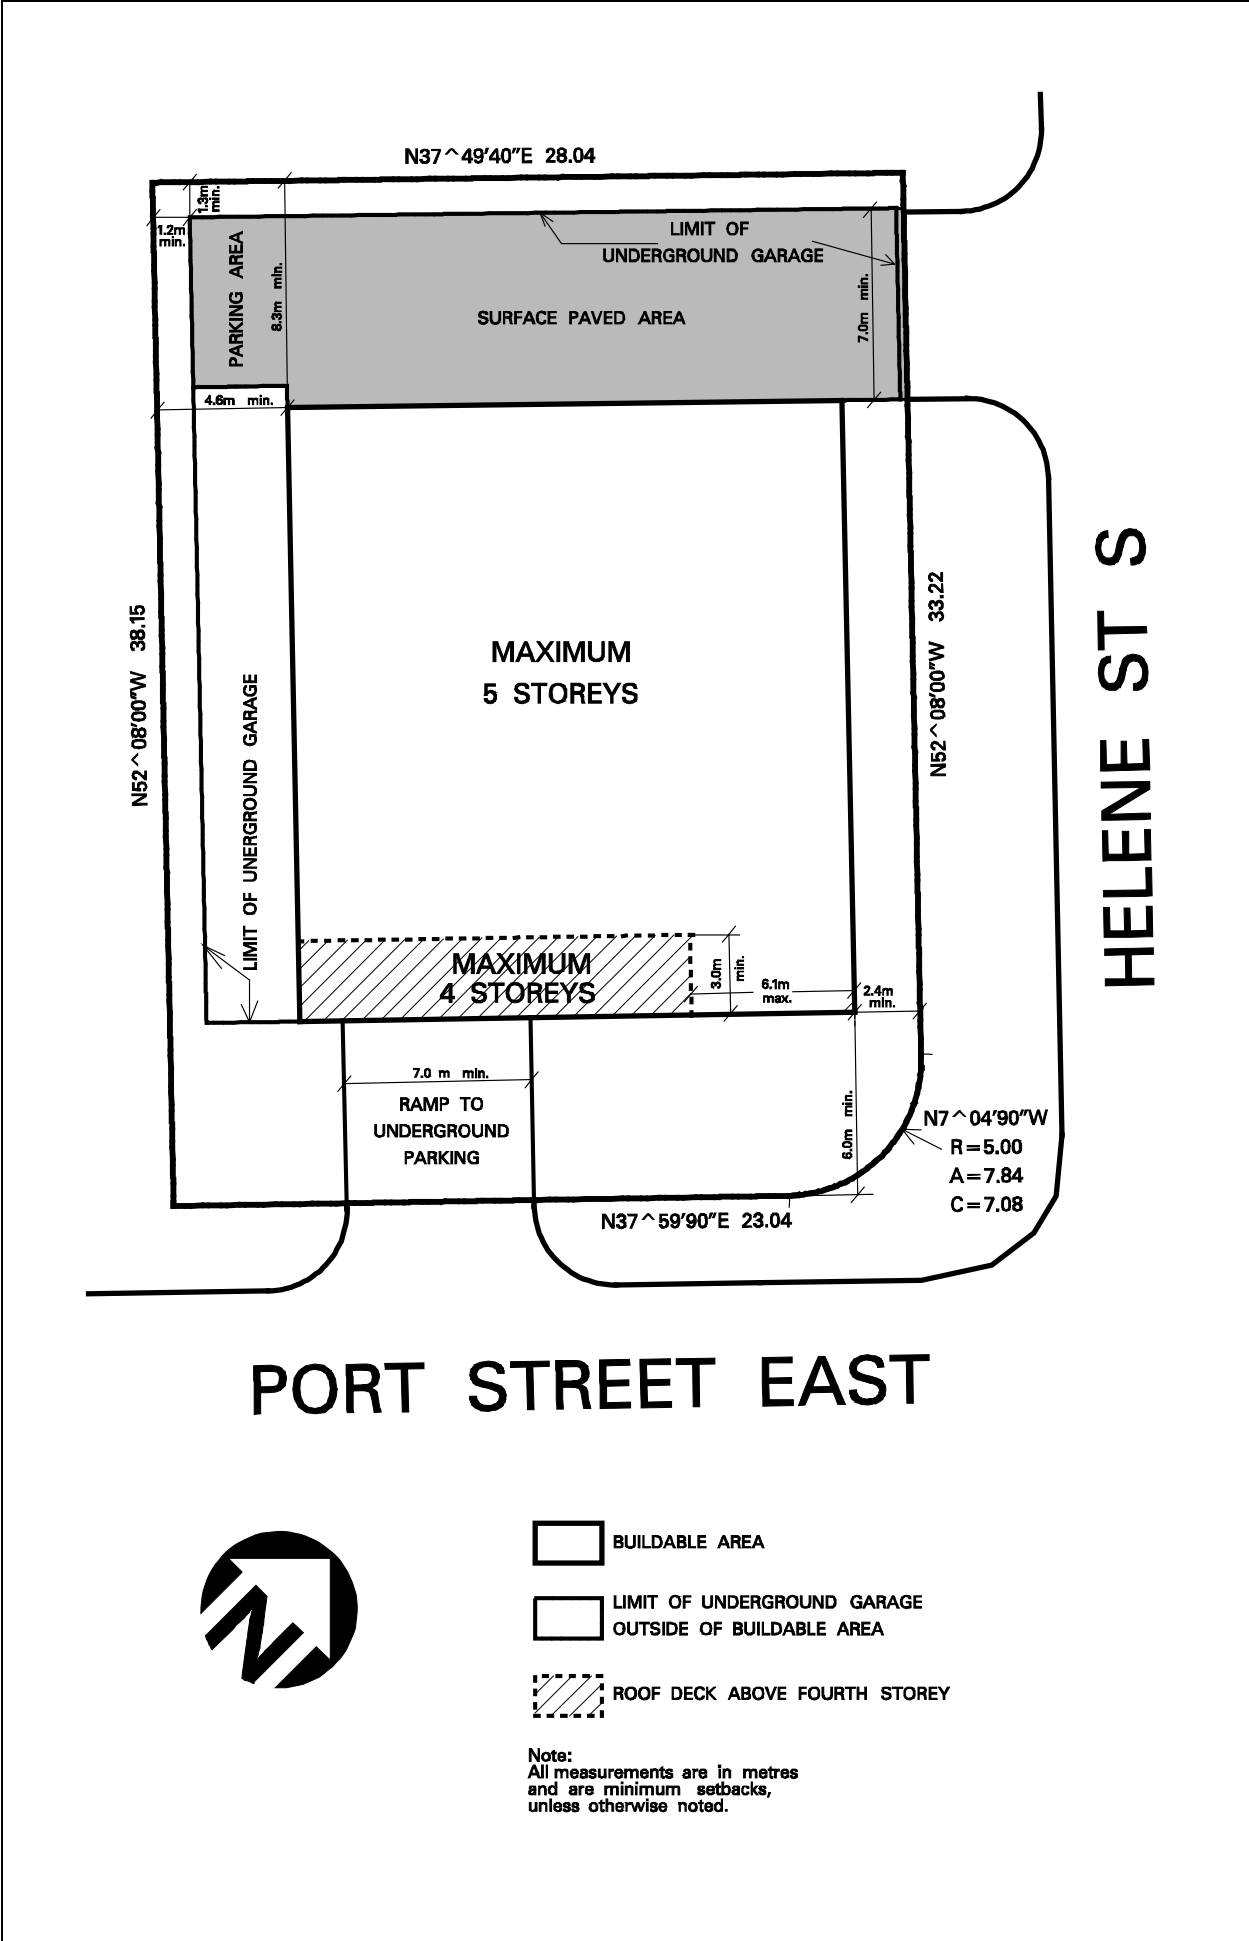 N37^49'40"E 28.04
1.3m
min.
1.2m
min.
PARKING AREA
8.3m min.
LIMIT OF
UNDERGROUND GARAGE
SURFACE PAVED AREA
7.0m min.
4.6m min.
N52^08'00"W 38.15
LIMIT OF UNERGROUND GARAGE
MAXIMUM
5 STOREYS
N52^08'00"W 33.22
HELENE ST S
MAXIMUM
4 STOREYS
3.0m
min.
6.1m
max.
2.4m
min.
7.0 m min.
RAMP TO
UNDERGROUND
PARKING
6.0m min.
N7^04'90"W
R=5.00
A=7.84
C=7.08
N37^59'90"E 23.04
PORT STREET EAST
N
BUILDABLE AREA
LIMIT OF UNDERGROUND GARAGE
OUTSIDE OF BUILDABLE AREA
ROOF DECK ABOVE FOURTH STOREY
Note:
All measurements are in metres
and are minimum setbacks,
unless otherwise noted.